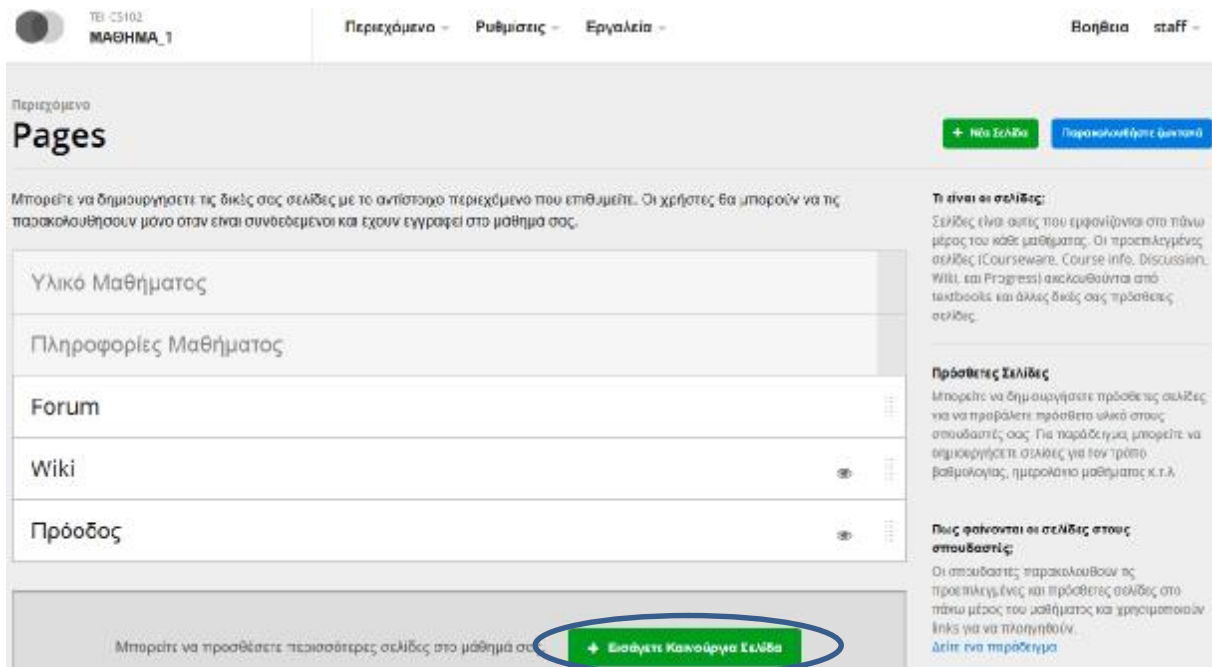 TEI-CS102
ΜΑΘΗΜΑ_1
Περιεχόμενο
Ρυθμισεις
Εργαλεία
Βοήθεια
staff
Περιεχόμενο
Pages
+ Νέα Σελίδα
Παρακολουθήστε ζωντανά
Μπορείτε να δημιουργησετε τις δικές σας σελίδες με το αντίστοιχο περιεχόμενο που επιθυμείτε. Οι χρήστες θα μπορούν να τις
παρακολουθήσουν μόνο όταν είναι συνδεδεμένοι και έχουν εγγραφεί στο μάθημά σας.
Υλικό Μαθήματος
Πληροφορίες Μαθήματος
Forum
Wiki
Πρόοδος
Μπορείτε να προσθέσετε περισσότερες σελίδες στο μάθημά σας
+ Εισάγετε Καινούργια Σελίδα
Τι είναι οι σελίδες;
Σελίδες είναι αυτές που εμφανίζονται στο πάνω
μέρος του κάθε μαθήματος. Οι προεπιλεγμένες
σελίδες (Courseware, Course info, Discussion,
Wiki, και Progress) ακολουθούνται από
textbooks και άλλες δικές σας πρόσθετες
σελίδες.
Πρόσθετες Σελίδες
Μπορείτε να δημιουργήσετε πρόσθετες σελίδες
για να προβάλετε πρόσθετο υλικό στους
σπουδαστές σας. Για παράδειγμα, μπορείτε να
δημιουργήσετε σελίδες για τον τρόπο
βαθμολογίας, ημερολόγιο μαθήματος κ.τ.λ
Πως φαίνονται οι σελίδες στους
σπουδαστές;
Οι σπουδαστές παρακολουθούν τις
προεπιλεγμένες και πρόσθετες σελίδες στο
πάνω μέρος του μαθήματος και χρησιμοποιούν
links για να πλοηγηθούν.
Δείτε ένα παράδειγμα